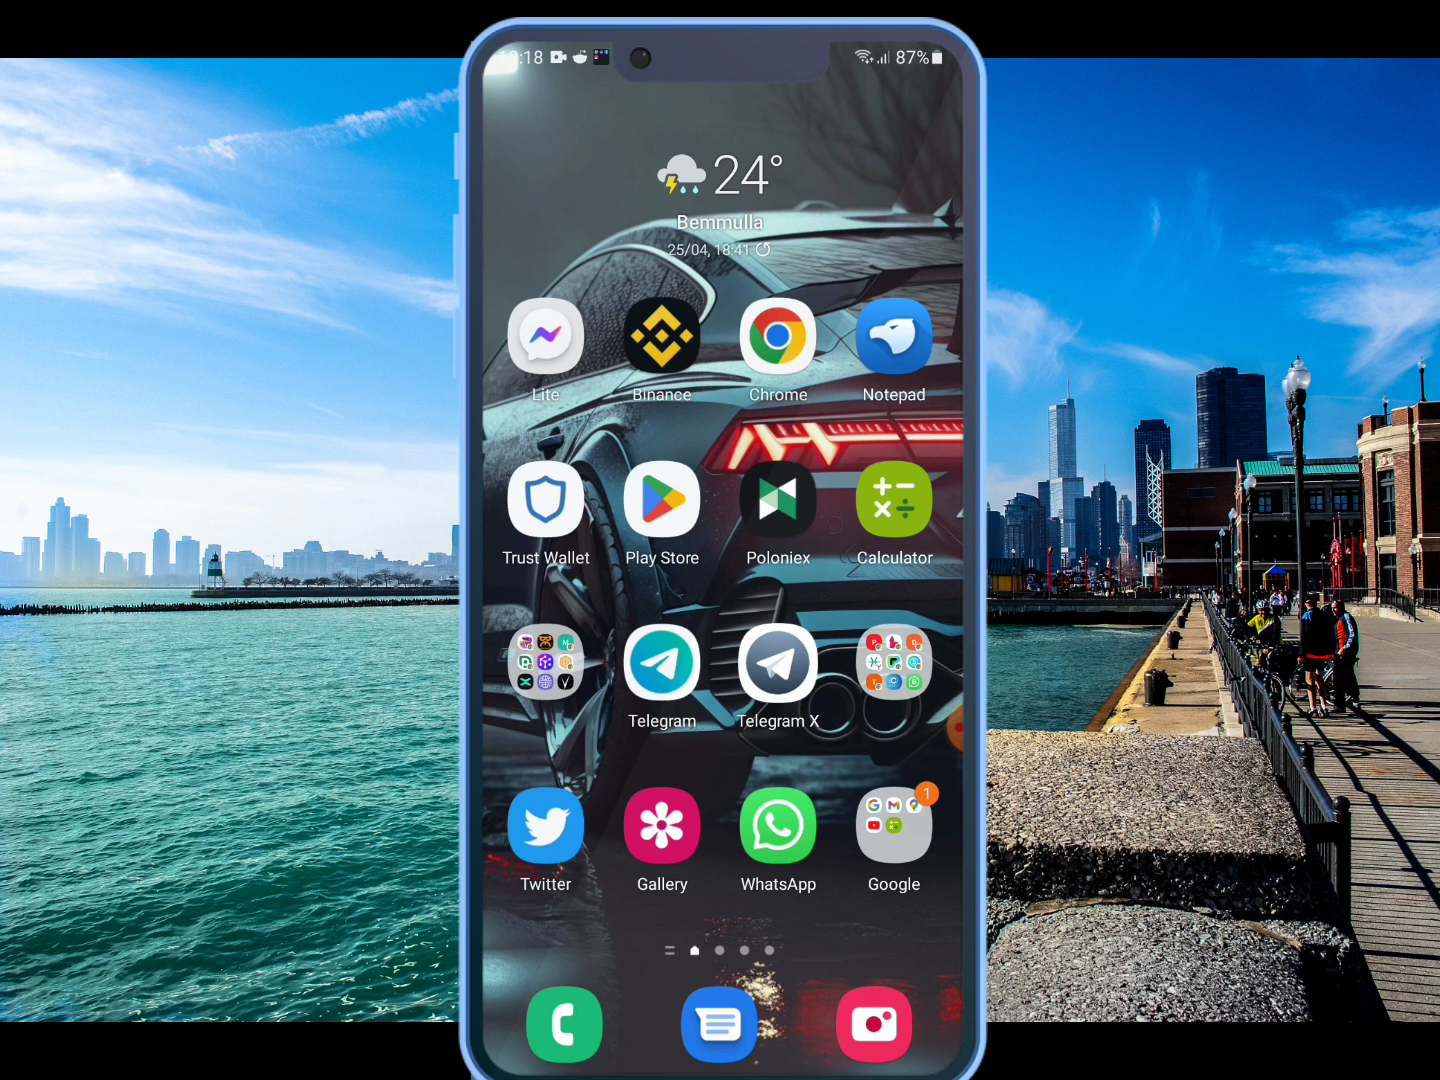 :18
87%
24°
Bemmulla
25/04, 18:41
Lite
Binance
Chrome
Notepad
Trust Wallet
Play Store
Poloniex
Calculator
Telegram
Telegram X
1
Twitter
Gallery
WhatsApp
Google